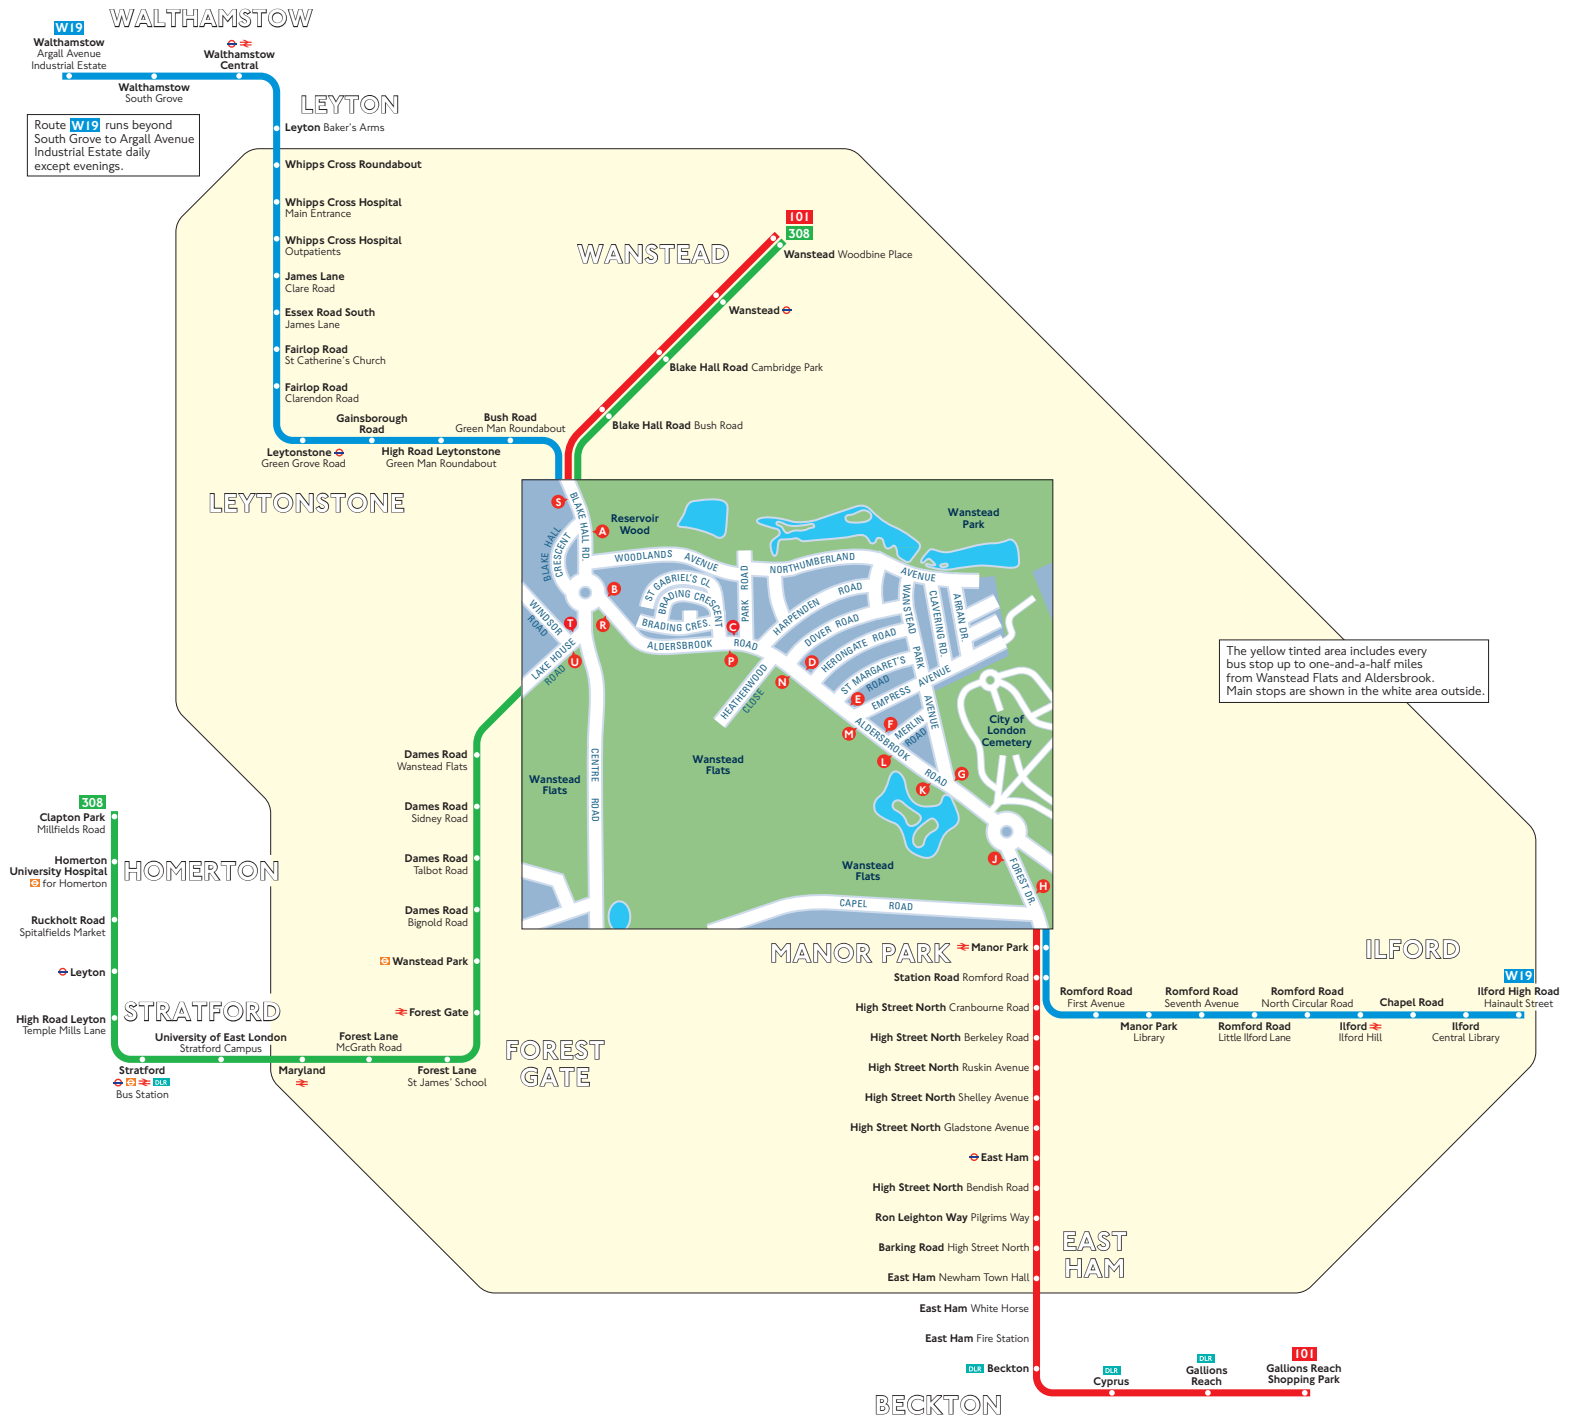 WALTHAMSTOW
W19
Walthamstow
Argall Avenue
Industrial Estate
Walthamstow
Central
Walthamstow
South Grove
LEYTON
Route W19 runs beyond
South Grove to Argall Avenue
Industrial Estate daily
except evenings.
Leyton Baker's Arms
Whipps Cross Roundabout
Whipps Cross Hospital
Main Entrance
Whipps Cross Hospital
Outpatients
James Lane
Clare Road
Essex Road South
James Lane
Fairlop Road
St Catherine's Church
Fairlop Road
Clarendon Road
Leytonstone
Green Grove Road
Gainsborough
Road
High Road Leytonstone
Green Man Roundabout
Bush Road
Green Man Roundabout
LEYTONSTONE
WANSTEAD
101
308
Wanstead Woodbine Place
Wanstead
Blake Hall Road Cambridge Park
Blake Hall Road Bush Road
S
A
B
T
R
U
C
P
N
D
E
M
F
L
K
G
J
H
BLAKE HALL RD.
Reservoir
Wood
BLAKE HALL
CRESCENT
WOODLANDS AVENUE
ST GABRIEL'S CL.
BRADING CRESCENT
BRADING CRES.
PARK ROAD
NORTHUMBERLAND AVENUE
Wanstead
Park
HARPENDEN ROAD
DOVER ROAD
HERONGATE ROAD
ST MARGARET'S
ROAD
EMPRESS AVENUE
WANSTEAD PARK AVENUE
CLAVERING RD.
ARRAN DR.
WINDSOR
ROAD
LAKE HOUSE
ROAD
ALDERSBROOK ROAD
HEATHERWOOD
CLOSE
MERLIN
ROAD
ALDERSBROOK ROAD
City of
London
Cemetery
Wanstead
Flats
Wanstead
Flats
CENTRE ROAD
Wanstead
Flats
CAPEL ROAD
FOREST DR.
The yellow tinted area includes every
bus stop up to one-and-a-half miles
from Wanstead Flats and Aldersbrook.
Main stops are shown in the white area outside.
Dames Road
Wanstead Flats
Dames Road
Sidney Road
Dames Road
Talbot Road
Dames Road
Bignold Road
Wanstead Park
Forest Gate
FOREST
GATE
308
Clapton Park
Millfields Road
Homerton
University Hospital
for Homerton
HOMERTON
Ruckholt Road
Spitalfields Market
Leyton
High Road Leyton
Temple Mills Lane
STRATFORD
Stratford
DLR
Bus Station
University of East London
Stratford Campus
Maryland
Forest Lane
McGrath Road
Forest Lane
St James' School
MANOR PARK
Manor Park
Station Road Romford Road
High Street North Cranbourne Road
High Street North Berkeley Road
High Street North Ruskin Avenue
High Street North Shelley Avenue
High Street North Gladstone Avenue
East Ham
High Street North Bendish Road
Ron Leighton Way Pilgrims Way
Barking Road High Street North
East Ham Newham Town Hall
East Ham White Horse
East Ham Fire Station
DLR Beckton
EAST
HAM
BECKTON
DLR
Cyprus
DLR
Gallions
Reach
101
Gallions Reach
Shopping Park
ILFORD
W19
Ilford High Road
Hainault Street
Romford Road
First Avenue
Manor Park
Library
Romford Road
Seventh Avenue
Romford Road
Little Ilford Lane
Romford Road
North Circular Road
Ilford
Ilford Hill
Chapel Road
Ilford
Central Library